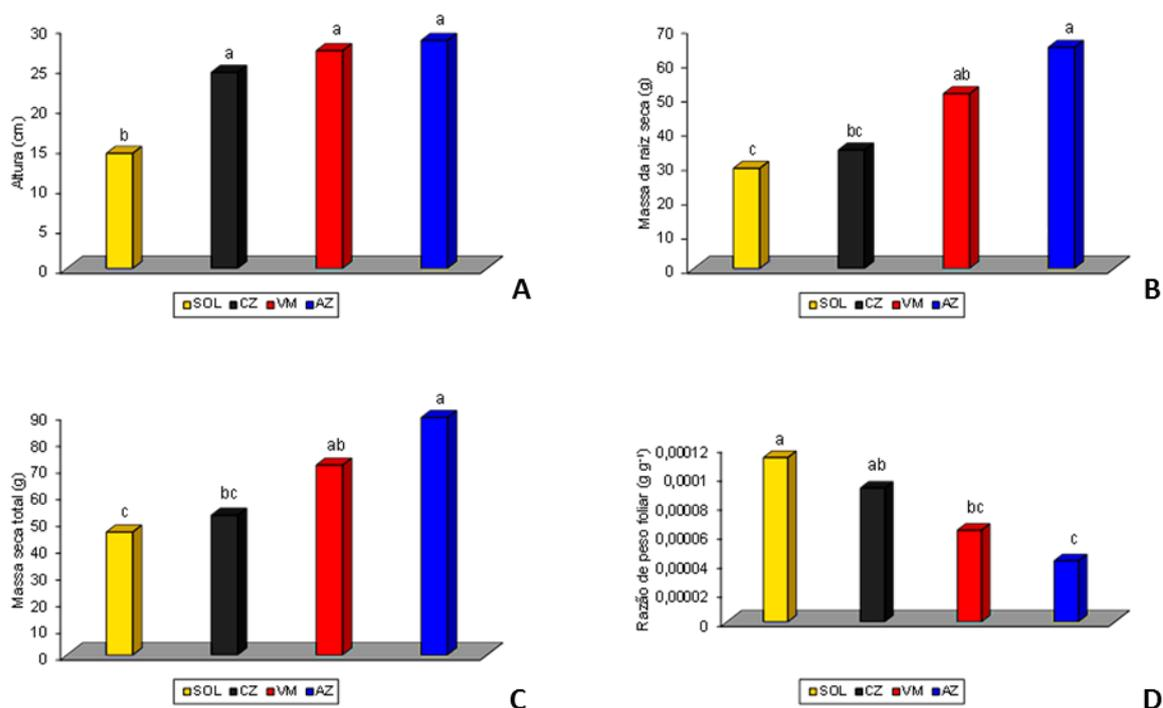 Altura (cm)
30
25
20
15
10
5
0
b
a
a
a
SOL CZ VM AZ
A
Massa da raiz seca (g)
70
60
50
40
30
20
10
0
c
bc
ab
a
SOL CZ VM AZ
B
Massa seca total (g)
90
80
70
60
50
40
30
20
10
0
c
bc
ab
a
SOL CZ VM AZ
C
Razão de peso foliar (g g⁻¹)
0,00012
0,0001
0,00008
0,00006
0,00004
0,00002
0
a
ab
bc
c
SOL CZ VM AZ
D